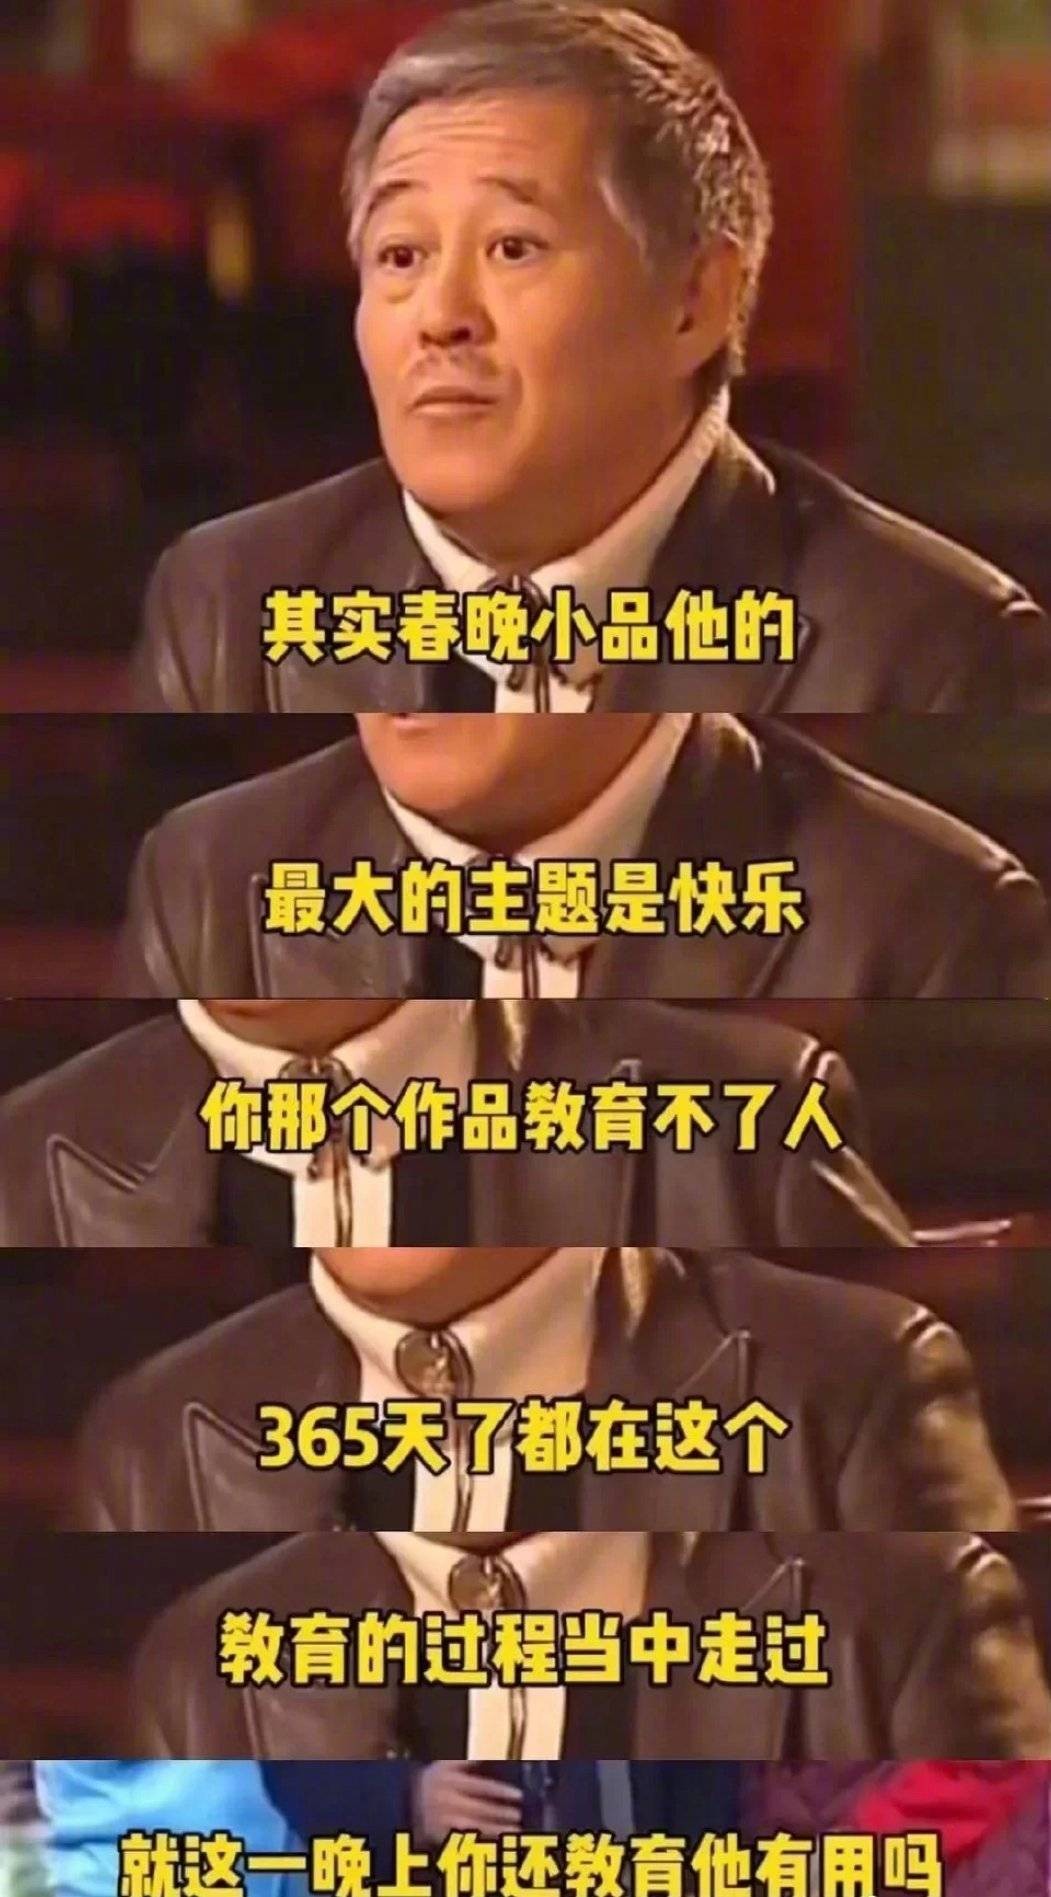 其实春晚小品他的
最大的主题是快乐
你那个作品教育不了人
365天了都在这个
教育的过程当中走过
就这一晚上你还教育他有用吗